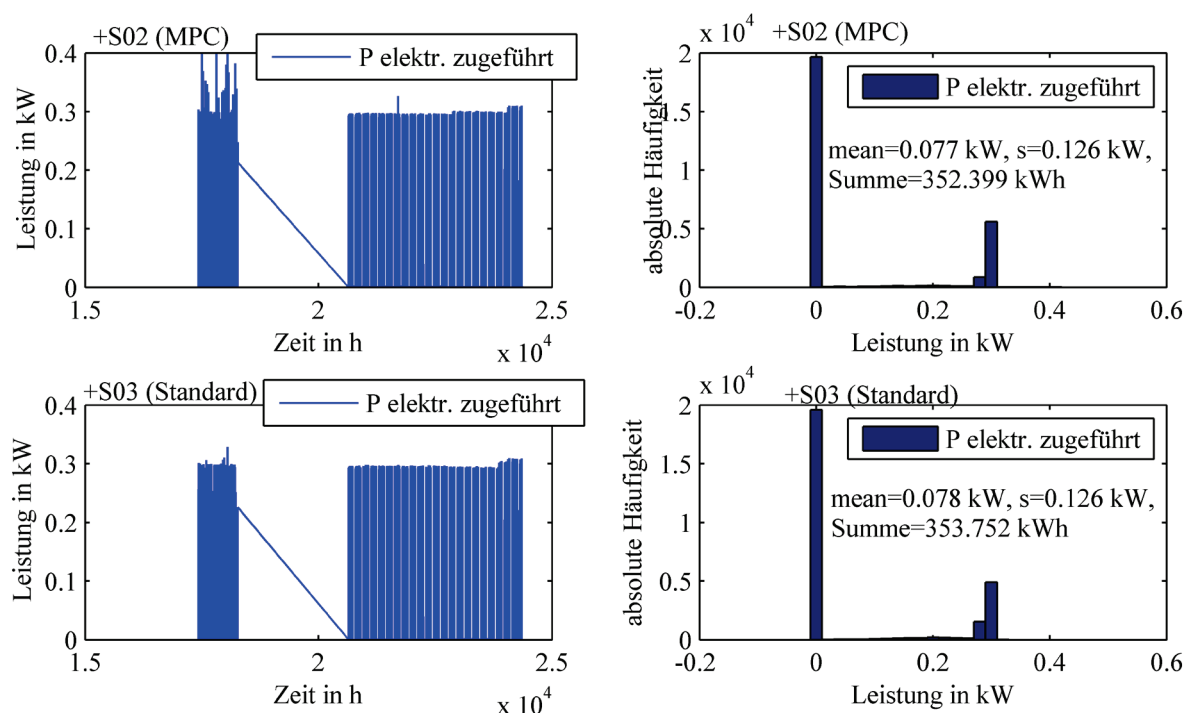 +S02 (MPC)
P elektr. zugeführt
Leistung in kW
0.4
0.3
0.2
0.1
0
1.5
2
2.5
Zeit in h
x 10^4
x 10^4
+S02 (MPC)
P elektr. zugeführt
mean=0.077 kW, s=0.126 kW,
Summe=352.399 kWh
absolute Häufigkeit
2
1.5
1
0.5
0
-0.2
0
0.2
0.4
0.6
Leistung in kW
+S03 (Standard)
P elektr. zugeführt
Leistung in kW
0.4
0.3
0.2
0.1
0
1.5
2
2.5
Zeit in h
x 10^4
x 10^4
+S03 (Standard)
P elektr. zugeführt
mean=0.078 kW, s=0.126 kW,
Summe=353.752 kWh
absolute Häufigkeit
2
1.5
1
0.5
0
-0.2
0
0.2
0.4
0.6
Leistung in kW